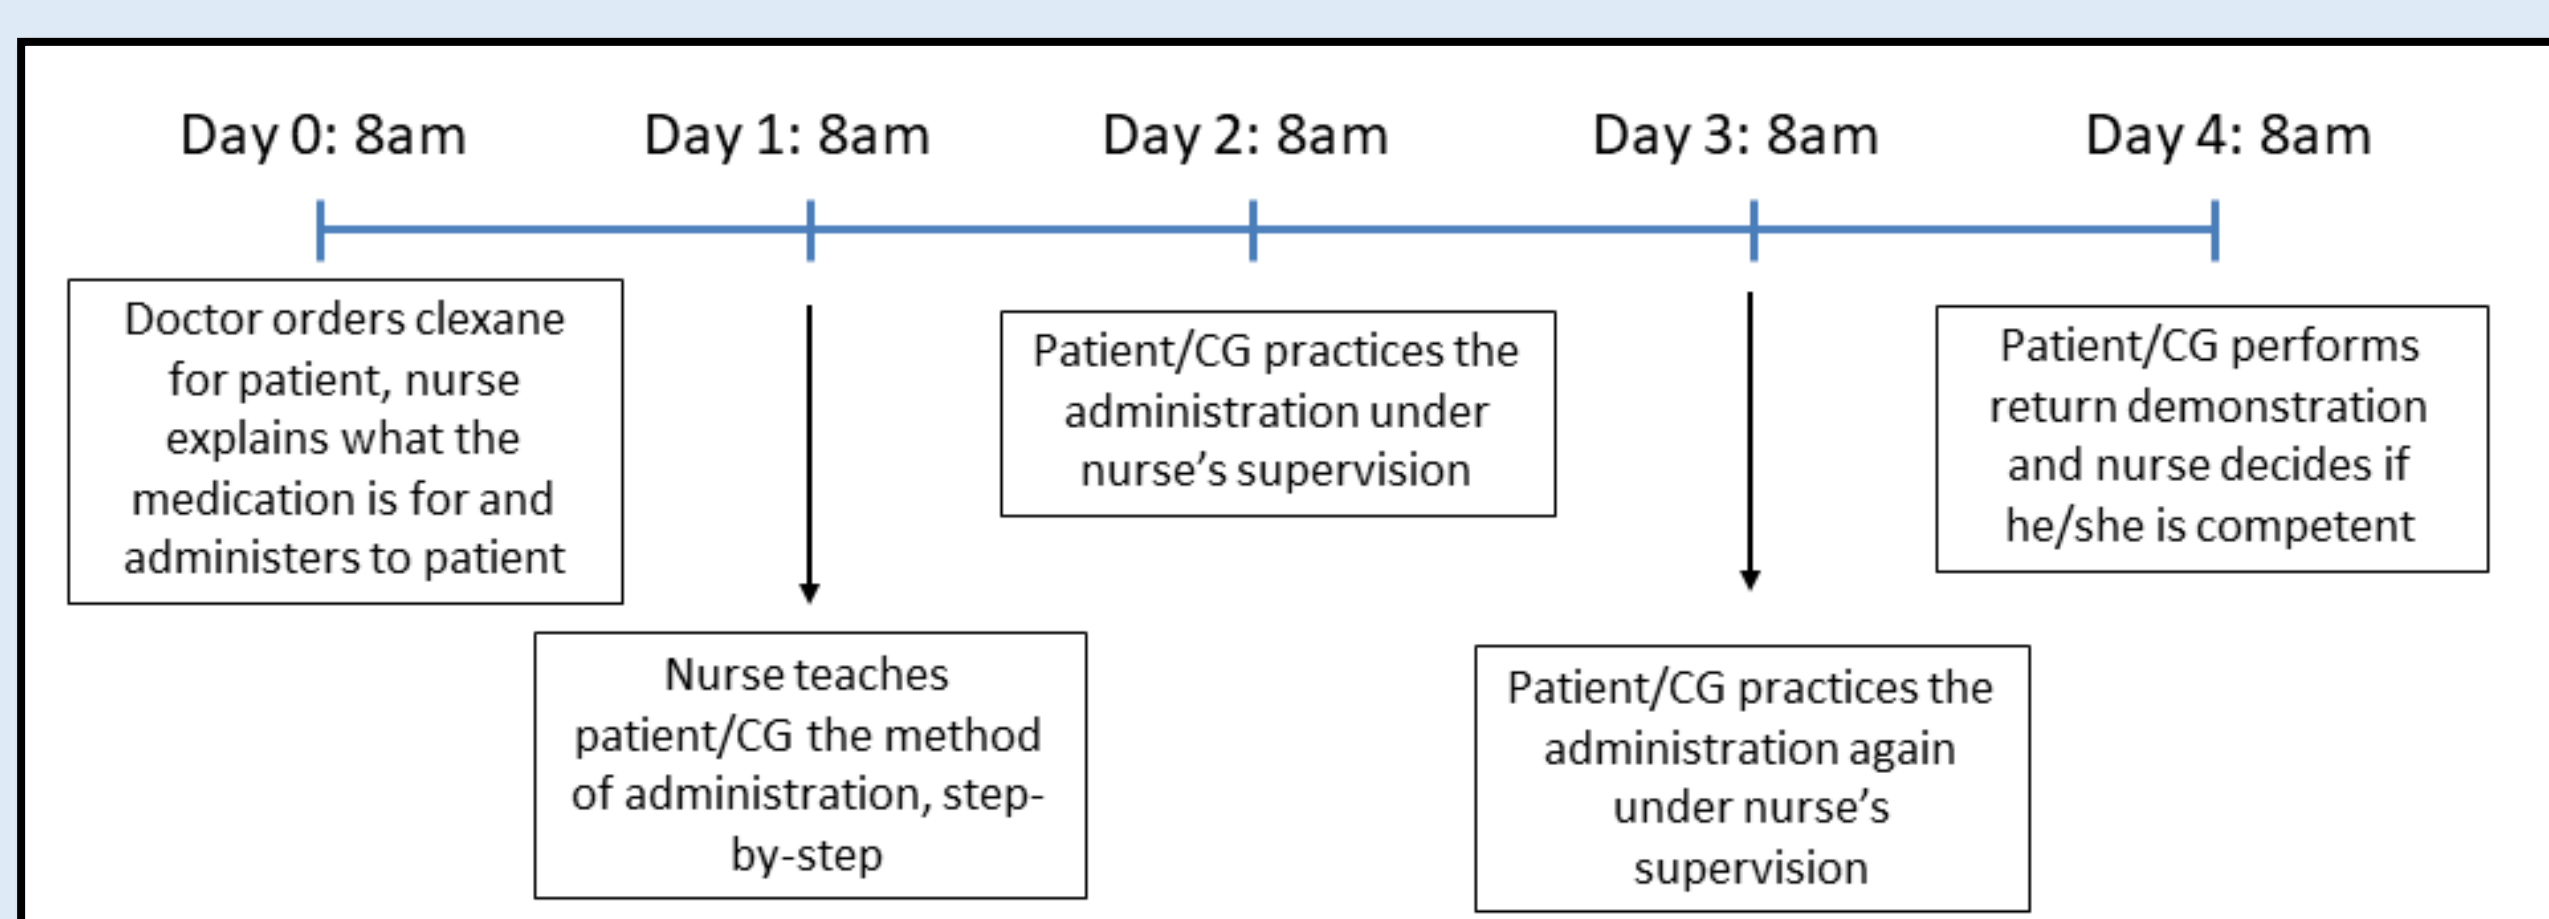 Day 0: 8am
Day 1: 8am
Day 2: 8am
Day 3: 8am
Day 4: 8am
Doctor orders clexane
for patient, nurse
explains what the
medication is for and
administers to patient
Nurse teaches
patient/CG the method
of administration, step-
by-step
Patient/CG practices the
administration under
nurse’s supervision
Patient/CG practices the
administration again
under nurse’s
supervision
Patient/CG performs
return demonstration
and nurse decides if
he/she is competent